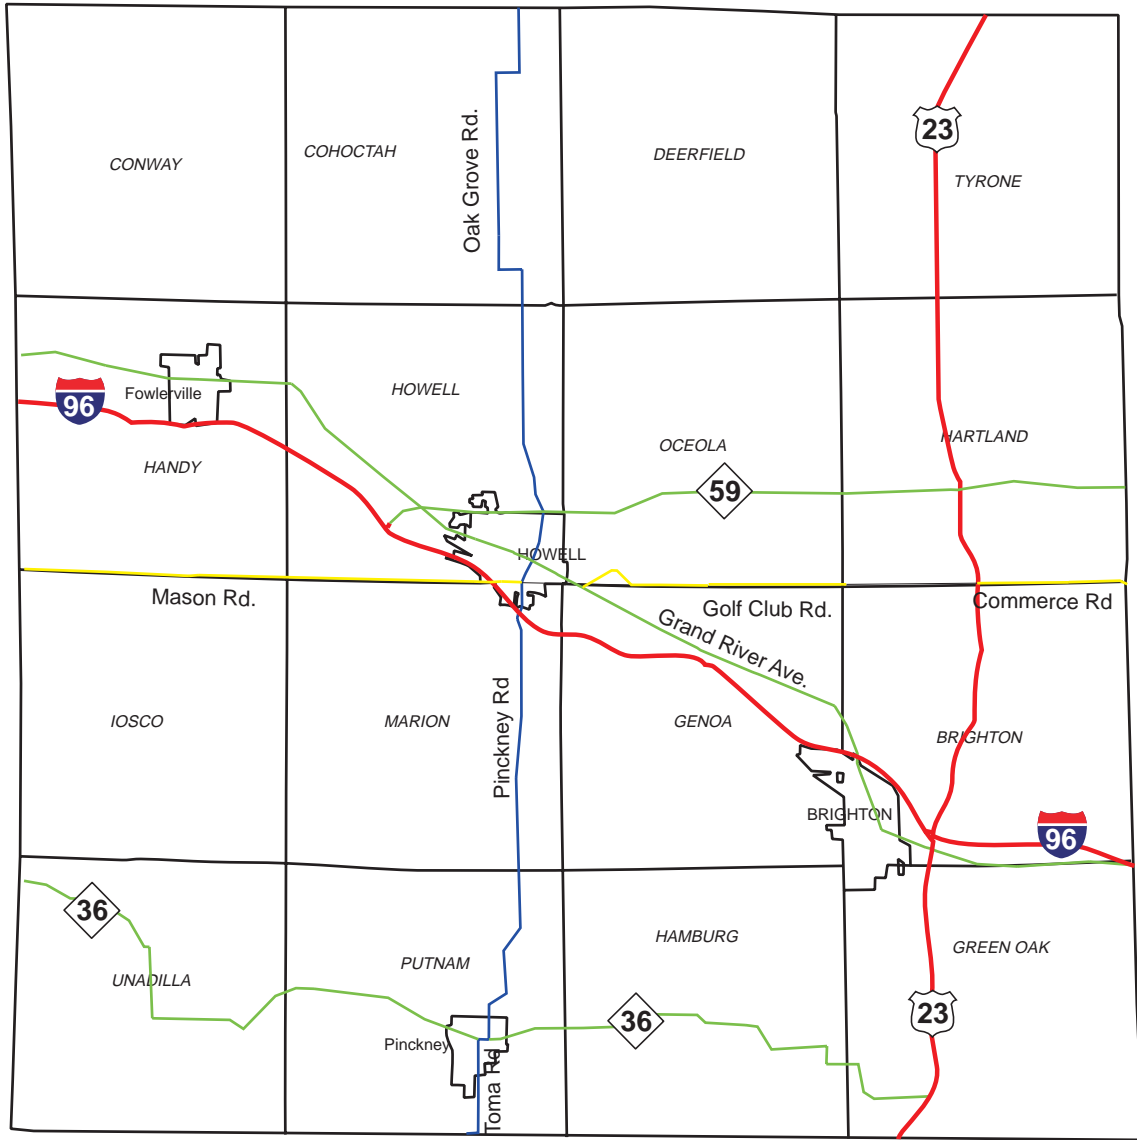 23
Oak Grove Rd.
COHOCTAH
DEERFIELD
CONWAY
TYRONE
HOWELL
Fowlerville
96
HARTLAND
OCEOLA
HANDY
59
HOWELL
Mason Rd.
Golf Club Rd.
Commerce Rd
Grand River Ave.
IOSCO
MARION
GENOA
Pinckney Rd
BRIGHTON
BRIGHTON
96
36
HAMBURG
GREEN OAK
PUTNAM
UNADILLA
23
36
Pinckney
Toma Rd